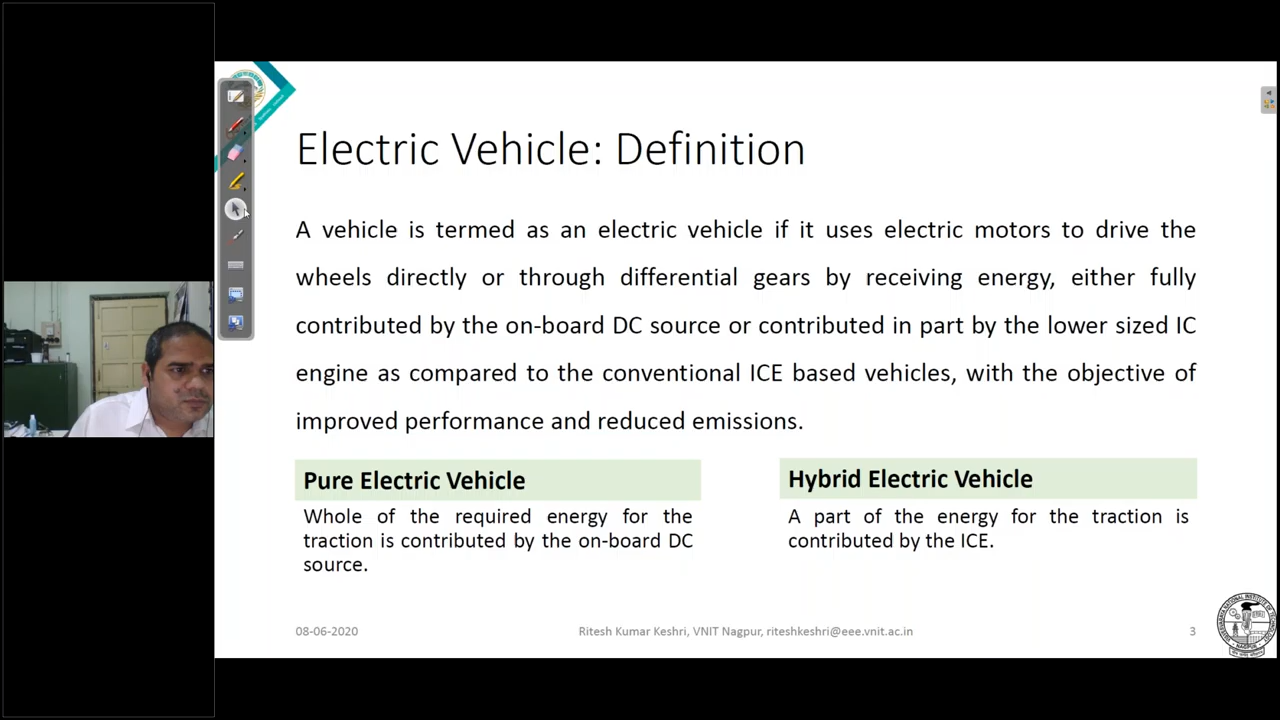 Electric Vehicle: Definition
A vehicle is termed as an electric vehicle if it uses electric motors to drive the
wheels directly or through differential gears by receiving energy, either fully
contributed by the on-board DC source or contributed in part by the lower sized IC
engine as compared to the conventional ICE based vehicles, with the objective of
improved performance and reduced emissions.
Pure Electric Vehicle
Whole of the required energy for the
traction is contributed by the on-board DC
source.
Hybrid Electric Vehicle
A part of the energy for the traction is
contributed by the ICE.
08-06-2020
Ritesh Kumar Keshri, VNIT Nagpur, riteshkeshri@eee.vnit.ac.in
3